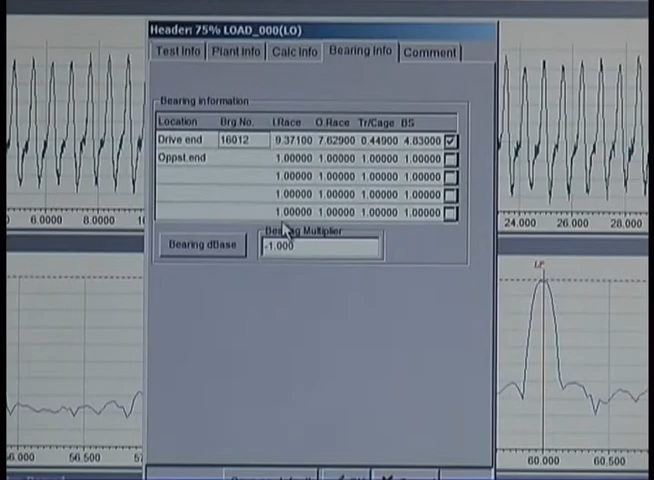 Header: 75% LOAD_000(LO)
Test Info Plant Info Calc Info Bearing Info Comment
Bearing information
Location Brg.No. I.Race O.Race Tr/Cage BS
Drive end 16012 9.37100 7.62900 0.44900 4.83000
Oppst.end 1.00000 1.00000 1.00000 1.00000
1.00000 1.00000 1.00000 1.00000
1.00000 1.00000 1.00000 1.00000
1.00000 1.00000 1.00000 1.00000
Bearing dBase
Bearing Multiplier
-1.000
6.0000 8.0000
24.000 26.000 28.000
LF
56.500
60.000 60.500